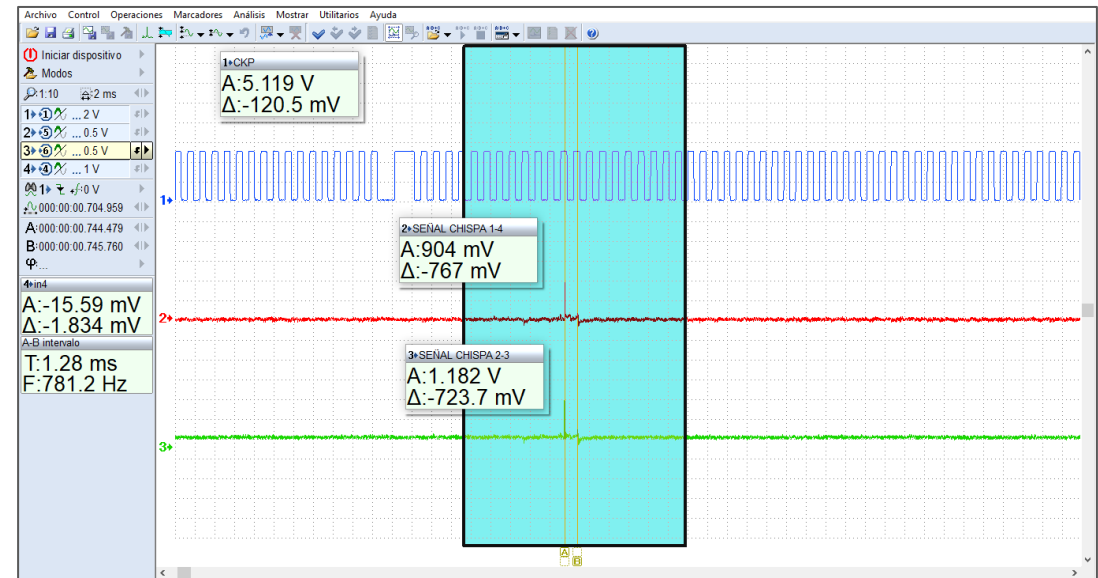 Archivo Control Operaciones Marcadores Análisis Mostrar Utilitarios Ayuda
Iniciar dispositivo
Modos
1:10 2 ms
1 1 ... 2 V
2 5 ... 0.5 V
3 6 ... 0.5 V
4 4 ... 1 V
1 0 V
000:00:00.704.959
A:000:00:00.744.479
B:000:00:00.745.760
φ:...
4 in4
A:-15.59 mV
Δ:-1.834 mV
A-B intervalo
T:1.28 ms
F:781.2 Hz
1 CKP
A:5.119 V
Δ:-120.5 mV
1
2 SEÑAL CHISPA 1-4
A:904 mV
Δ:-767 mV
2
3 SEÑAL CHISPA 2-3
A:1.182 V
Δ:-723.7 mV
3
A
B